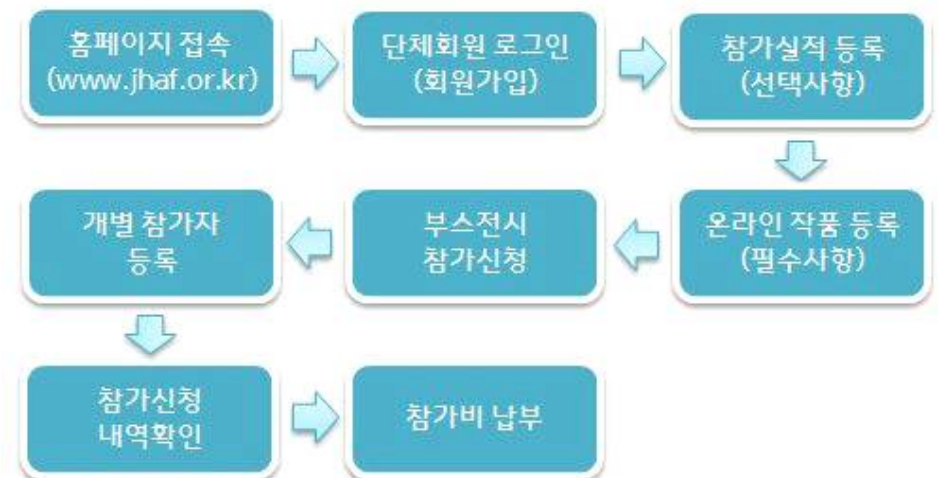 홈페이지 접속
(www.jhaf.or.kr)
단체회원 로그인
(회원가입)
참가실적 등록
(선택사항)
온라인 작품 등록
(필수사항)
부스전시
참가신청
개별 참가자
등록
참가신청
내역확인
참가비 납부